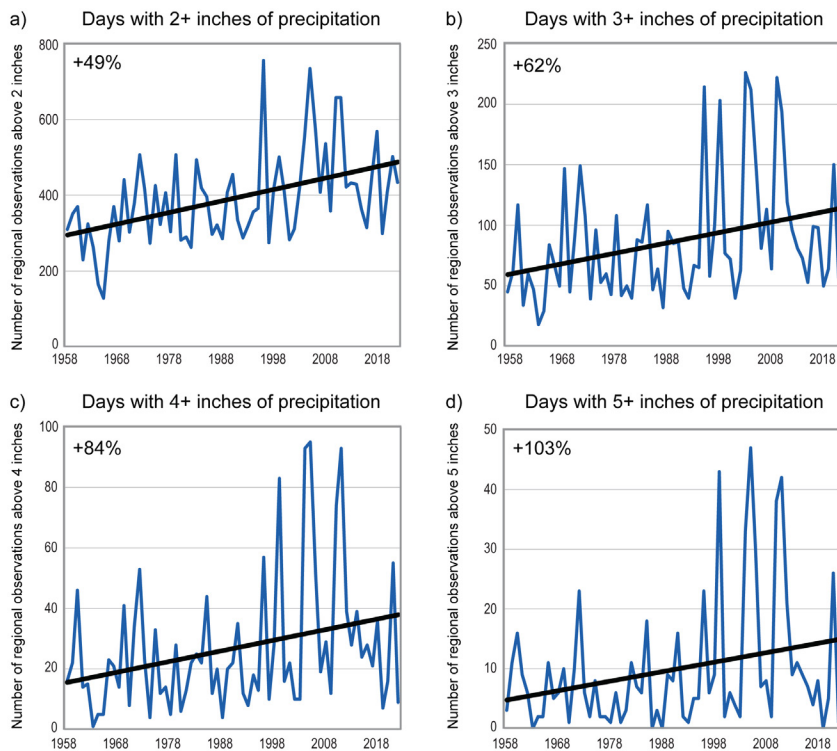 a) Days with 2+ inches of precipitation
Number of regional observations above 2 inches
800
600
400
200
0
+49%
1958 1968 1978 1988 1998 2008 2018
b) Days with 3+ inches of precipitation
Number of regional observations above 3 inches
250
200
150
100
50
0
+62%
1958 1968 1978 1988 1998 2008 2018
c) Days with 4+ inches of precipitation
Number of regional observations above 4 inches
100
80
60
40
20
0
+84%
1958 1968 1978 1988 1998 2008 2018
d) Days with 5+ inches of precipitation
Number of regional observations above 5 inches
50
40
30
20
10
0
+103%
1958 1968 1978 1988 1998 2008 2018